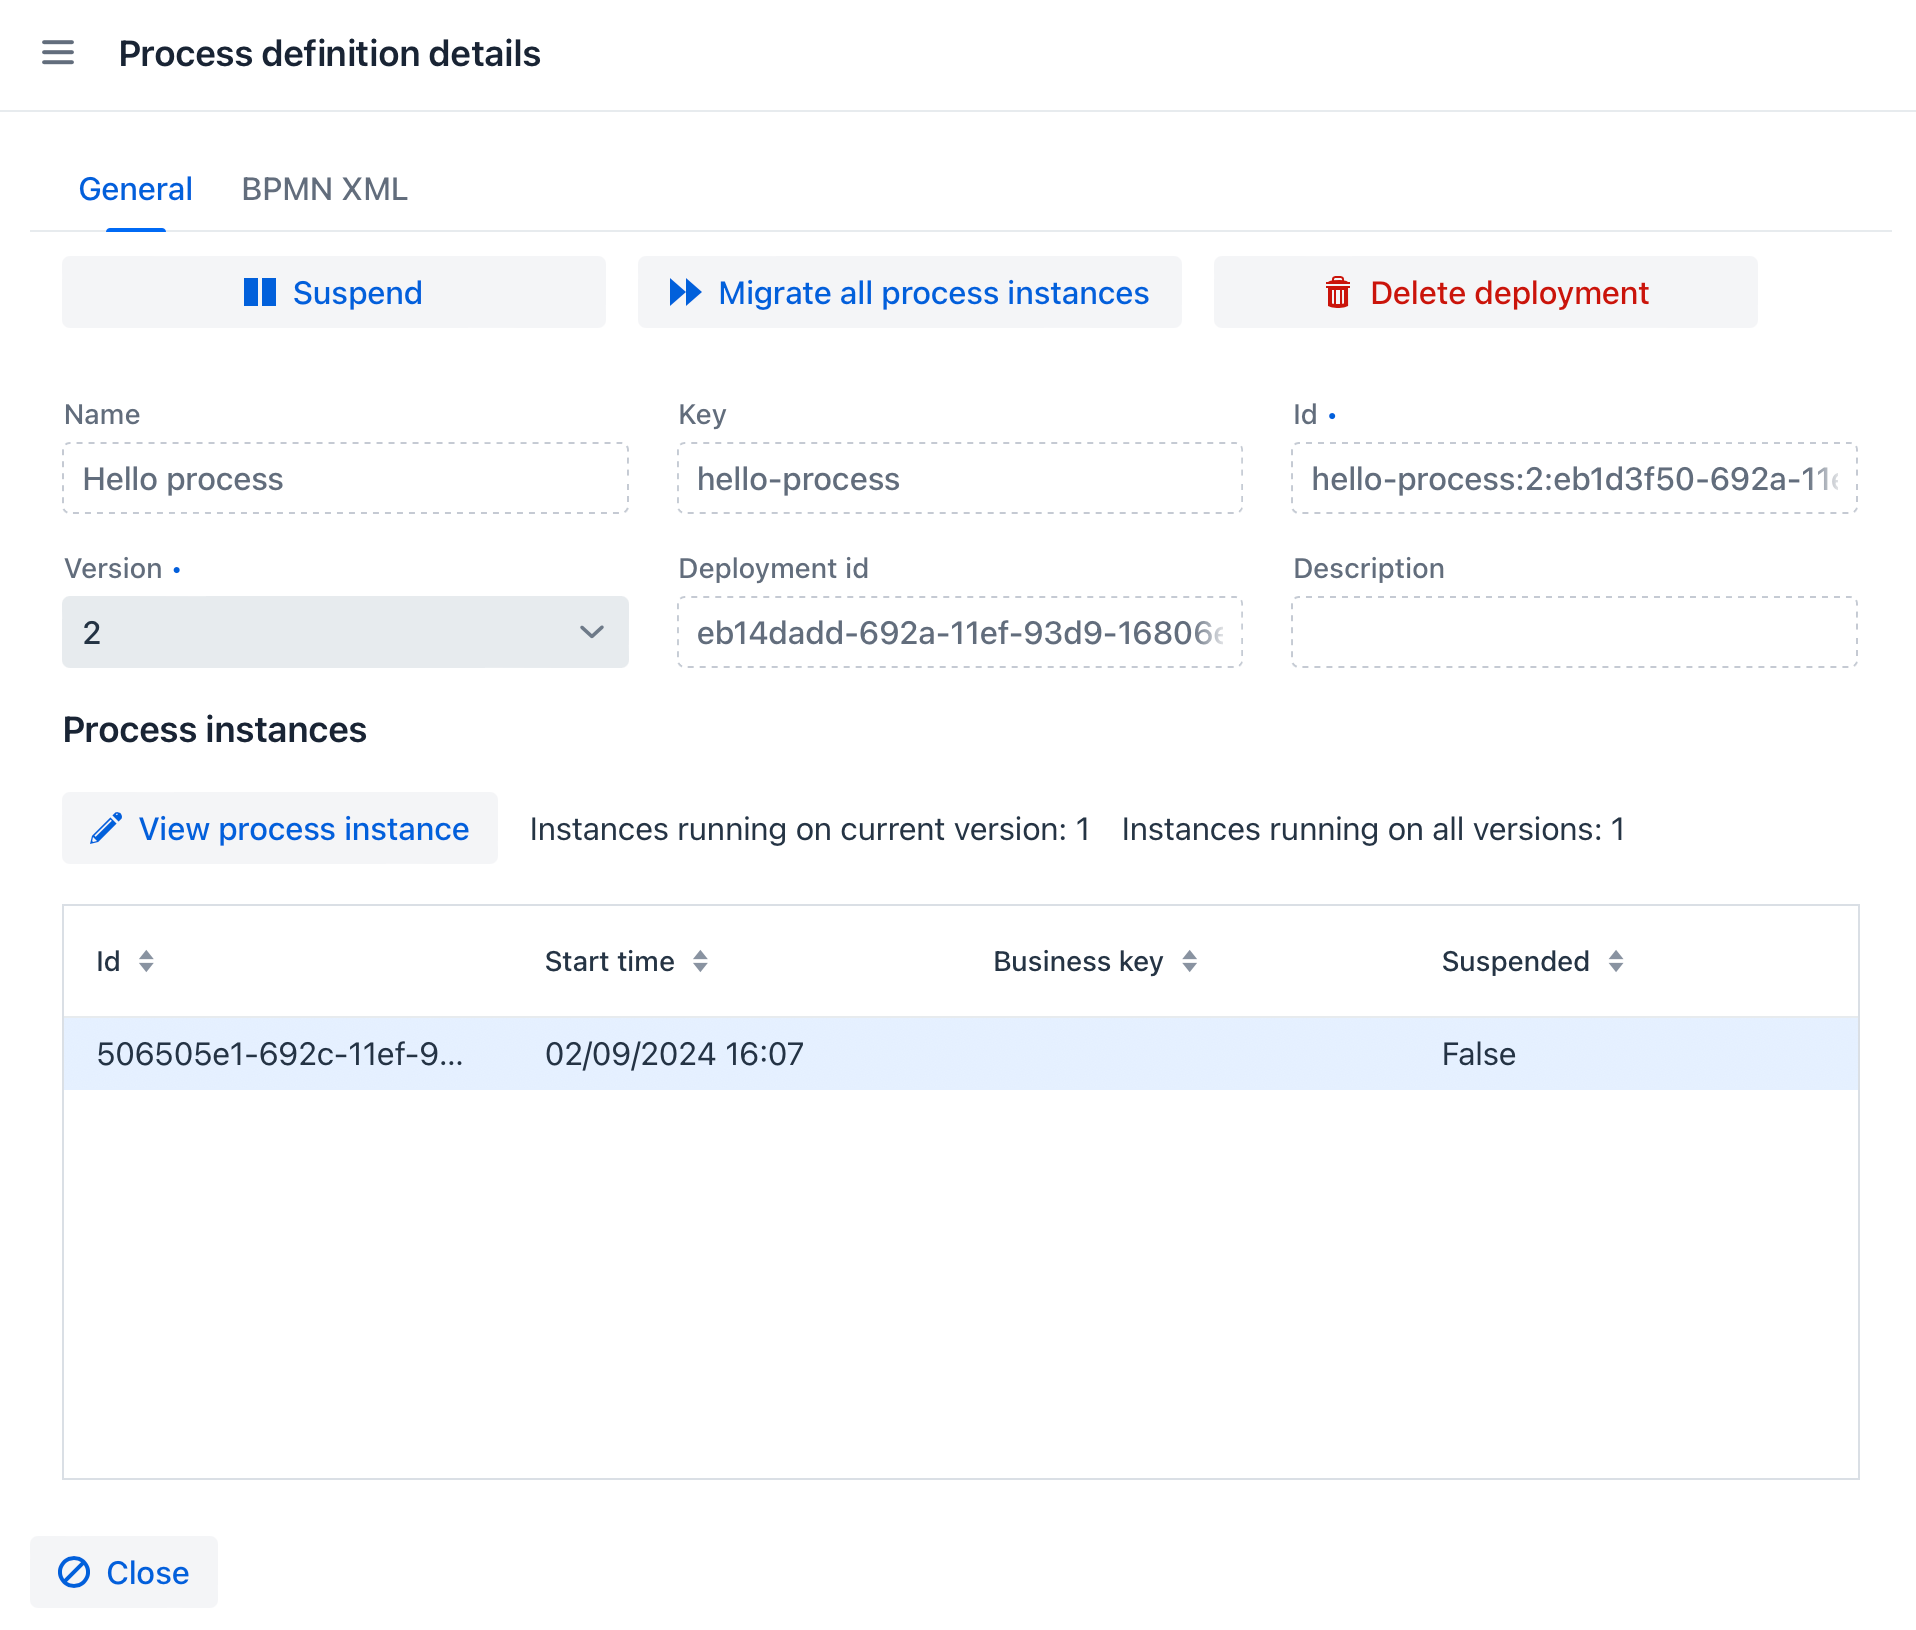 Process definition details
General BPMN XML
Suspend Migrate all process instances Delete deployment
Name Key Id •
Hello process hello-process hello-process:2:eb1d3f50-692a-11
Version • Deployment id Description
2 eb14dadd-692a-11ef-93d9-16806
Process instances
View process instance Instances running on current version: 1 Instances running on all versions: 1
Id Start time Business key Suspended
506505e1-692c-11ef-9... 02/09/2024 16:07 False
Close